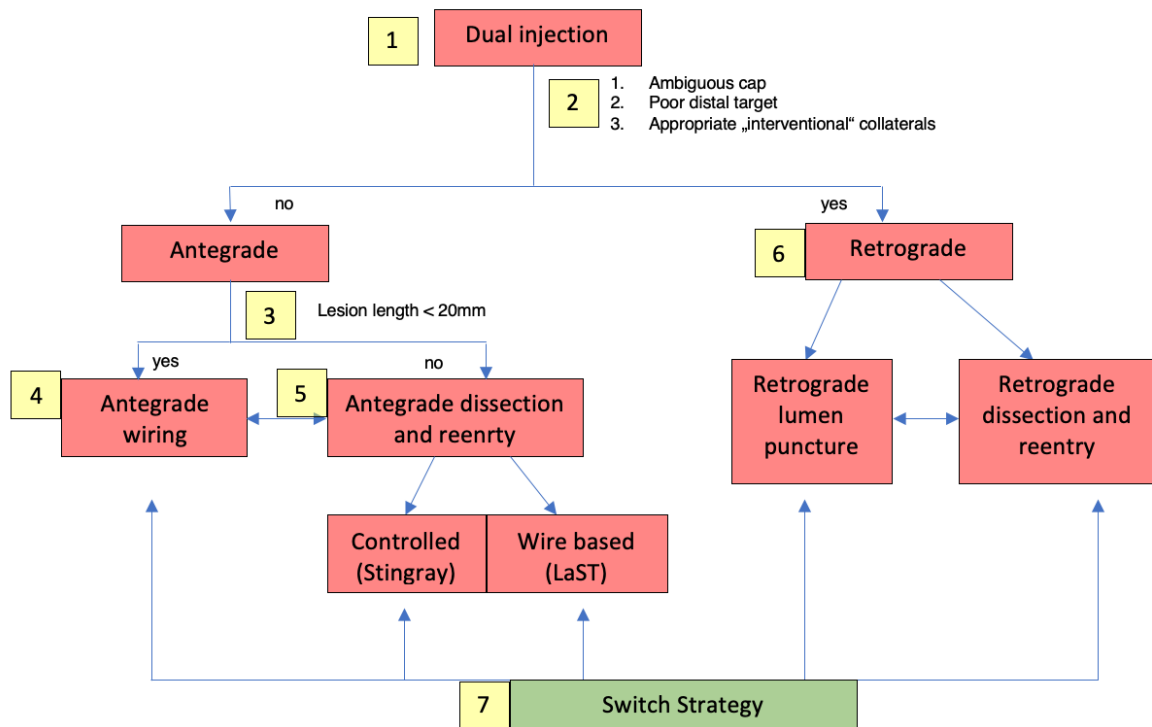 1
Dual injection
2
1. Ambiguous cap
2. Poor distal target
3. Appropriate „interventional“ collaterals
no
yes
Antegrade
6
Retrograde
3
Lesion length < 20mm
yes
no
4
Antegrade
wiring
5
Antegrade dissection
and reenrty
Retrograde
lumen
puncture
Retrograde
dissection and
reentry
Controlled
(Stingray)
Wire based
(LaST)
7
Switch Strategy